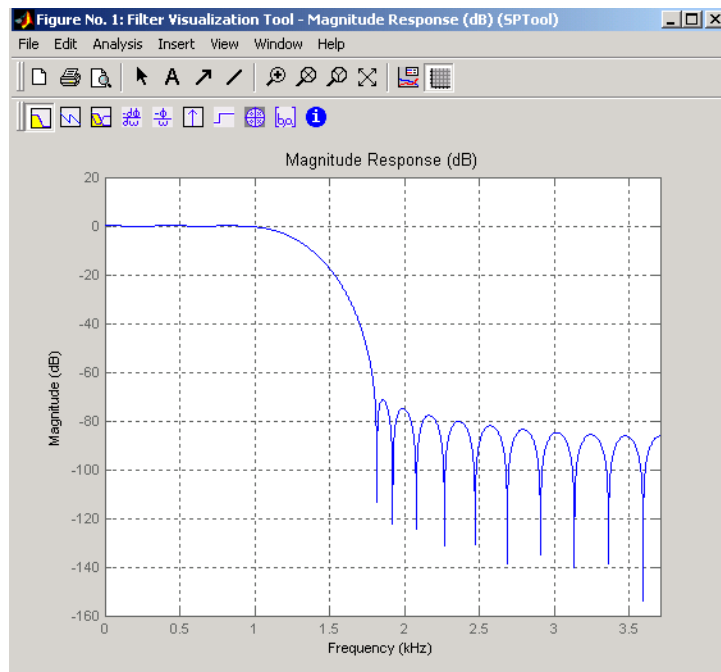 Figure No. 1: Filter Visualization Tool - Magnitude Response (dB) (SPTool)
File Edit Analysis Insert View Window Help
A
[b,a]
i
Magnitude Response (dB)
20
0
-20
-40
-60
-80
-100
-120
-140
-160
Magnitude (dB)
0 0.5 1 1.5 2 2.5 3 3.5
Frequency (kHz)